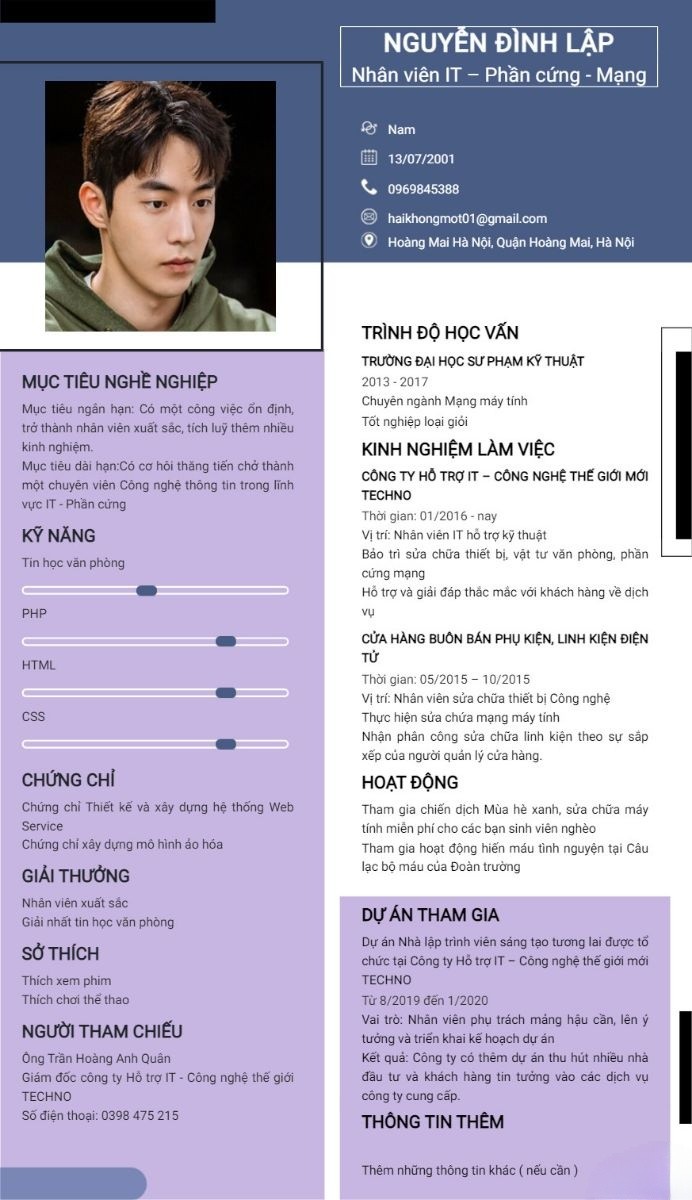 NGUYỄN ĐÌNH LẬP
Nhân viên IT – Phần cứng - Mạng
Nam
13/07/2001
0969845388
haikhongmot01@gmail.com
Hoàng Mai Hà Nội, Quận Hoàng Mai, Hà Nội
MỤC TIÊU NGHỀ NGHIỆP
Mục tiêu ngắn hạn: Có một công việc ổn định,
trở thành nhân viên xuất sắc, tích luỹ thêm nhiều
kinh nghiệm.
Mục tiêu dài hạn:Có cơ hỏi thăng tiến chở thành
một chuyên viên Công nghệ thông tin trong lĩnh
vực IT - Phần cứng
KỸ NĂNG
Tin học văn phòng
PHP
HTML
CSS
CHỨNG CHỈ
Chứng chỉ Thiết kế và xây dựng hệ thống Web
Service
Chứng chỉ xây dựng mô hình ảo hóa
GIẢI THƯỞNG
Nhân viên xuất sắc
Giải nhất tin học văn phòng
SỞ THÍCH
Thích xem phim
Thích chơi thể thao
NGƯỜI THAM CHIẾU
Ông Trần Hoàng Anh Quân
Giám đốc công ty Hỗ trợ IT - Công nghệ thế giới
TECHNO
Số điện thoại: 0398 475 215
TRÌNH ĐỘ HỌC VẤN
TRƯỜNG ĐẠI HỌC SƯ PHẠM KỸ THUẬT
2013 - 2017
Chuyên ngành Mạng máy tính
Tốt nghiệp loại giỏi
KINH NGHIỆM LÀM VIỆC
CÔNG TY HỖ TRỢ IT – CÔNG NGHỆ THẾ GIỚI MỚI
TECHNO
Thời gian: 01/2016 - nay
Vị trí: Nhân viên IT hỗ trợ kỹ thuật
Bảo trì sửa chữa thiết bị, vật tư văn phòng, phần
cứng mạng
Hỗ trợ và giải đáp thắc mắc với khách hàng về dịch
vụ
CỬA HÀNG BUÔN BÁN PHỤ KIỆN, LINH KIỆN ĐIỆN
TỬ
Thời gian: 05/2015 – 10/2015
Vị trí: Nhân viên sửa chữa thiết bị Công nghệ
Thực hiện sửa chứa mạng máy tính
Nhận phân công sửa chữa linh kiện theo sự sắp
xếp của người quản lý cửa hàng.
HOẠT ĐỘNG
Tham gia chiến dịch Mùa hè xanh, sửa chữa máy
tính miễn phí cho các bạn sinh viên nghèo
Tham gia hoạt động hiến máu tình nguyện tại Câu
lạc bộ máu của Đoàn trường
DỰ ÁN THAM GIA
Dự án Nhà lập trình viên sáng tạo tương lai được tổ
chức tại Công ty Hỗ trợ IT – Công nghệ thế giới mới
TECHNO
Từ 8/2019 đến 1/2020
Vai trò: Nhân viên phụ trách mảng hậu cần, lên ý
tưởng và triển khai kế hoạch dự án
Kết quả: Công ty có thêm dự án thu hút nhiều nhà
đầu tư và khách hàng tin tưởng vào các dịch vụ
công ty cung cấp.
THÔNG TIN THÊM
Thêm những thông tin khác ( nếu cần )